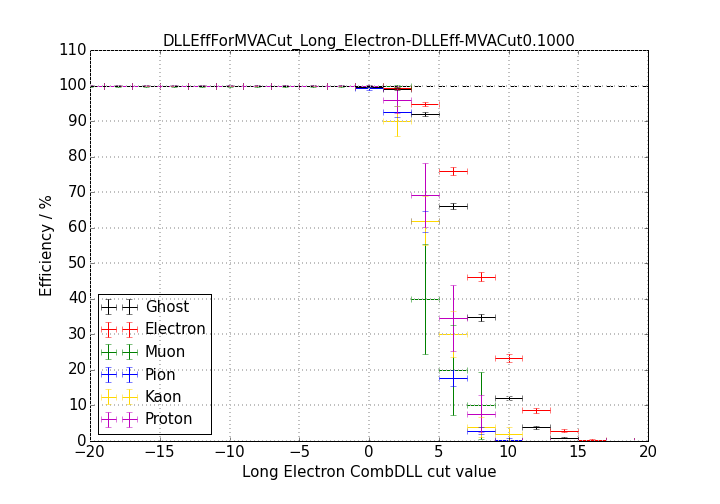 DLLEffForMVACut_Long_Electron-DLLEff-MVACut0.1000
110
100
90
80
70
60
50
40
30
20
10
0
Efficiency / %
Ghost
Electron
Muon
Pion
Kaon
Proton
−20 −15 −10 −5 0 5 10 15 20
Long Electron CombDLL cut value